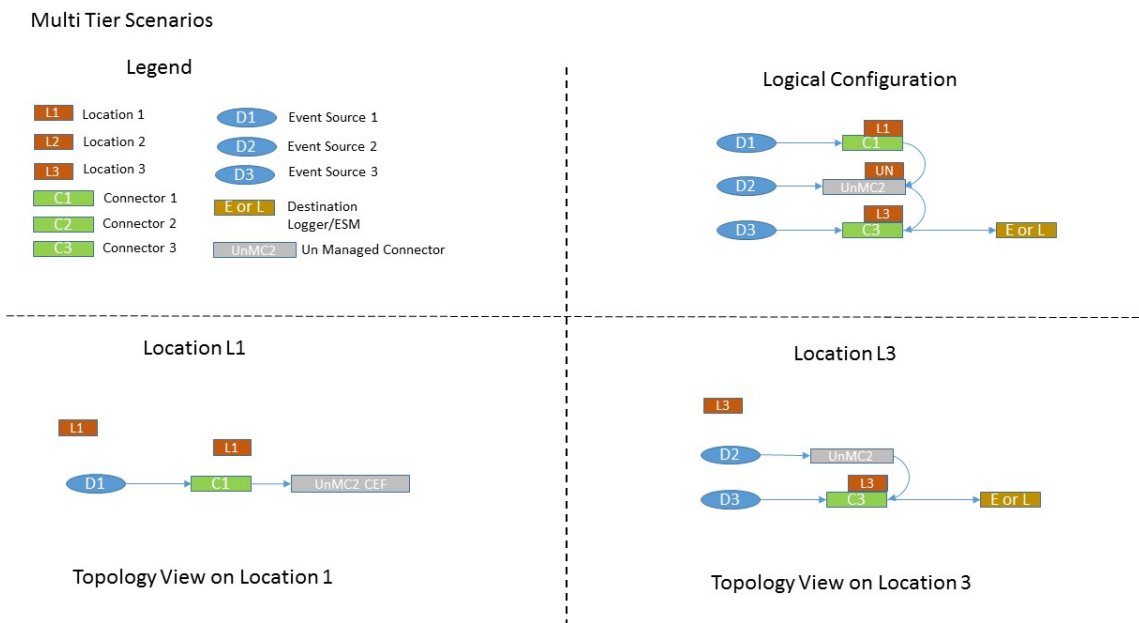 Multi Tier Scenarios
Legend
L1 Location 1
L2 Location 2
L3 Location 3
C1 Connector 1
C2 Connector 2
C3 Connector 3
D1 Event Source 1
D2 Event Source 2
D3 Event Source 3
E or L Destination
Logger/ESM
UnMC2 Un Managed Connector
Logical Configuration
L1
D1 C1
UN
D2 UnMC2
L3
D3 C3 E or L
Location L1
L1
L1
D1 C1 UnMC2 CEF
Topology View on Location 1
Location L3
L3
D2 UnMC2
L3
D3 C3 E or L
Topology View on Location 3